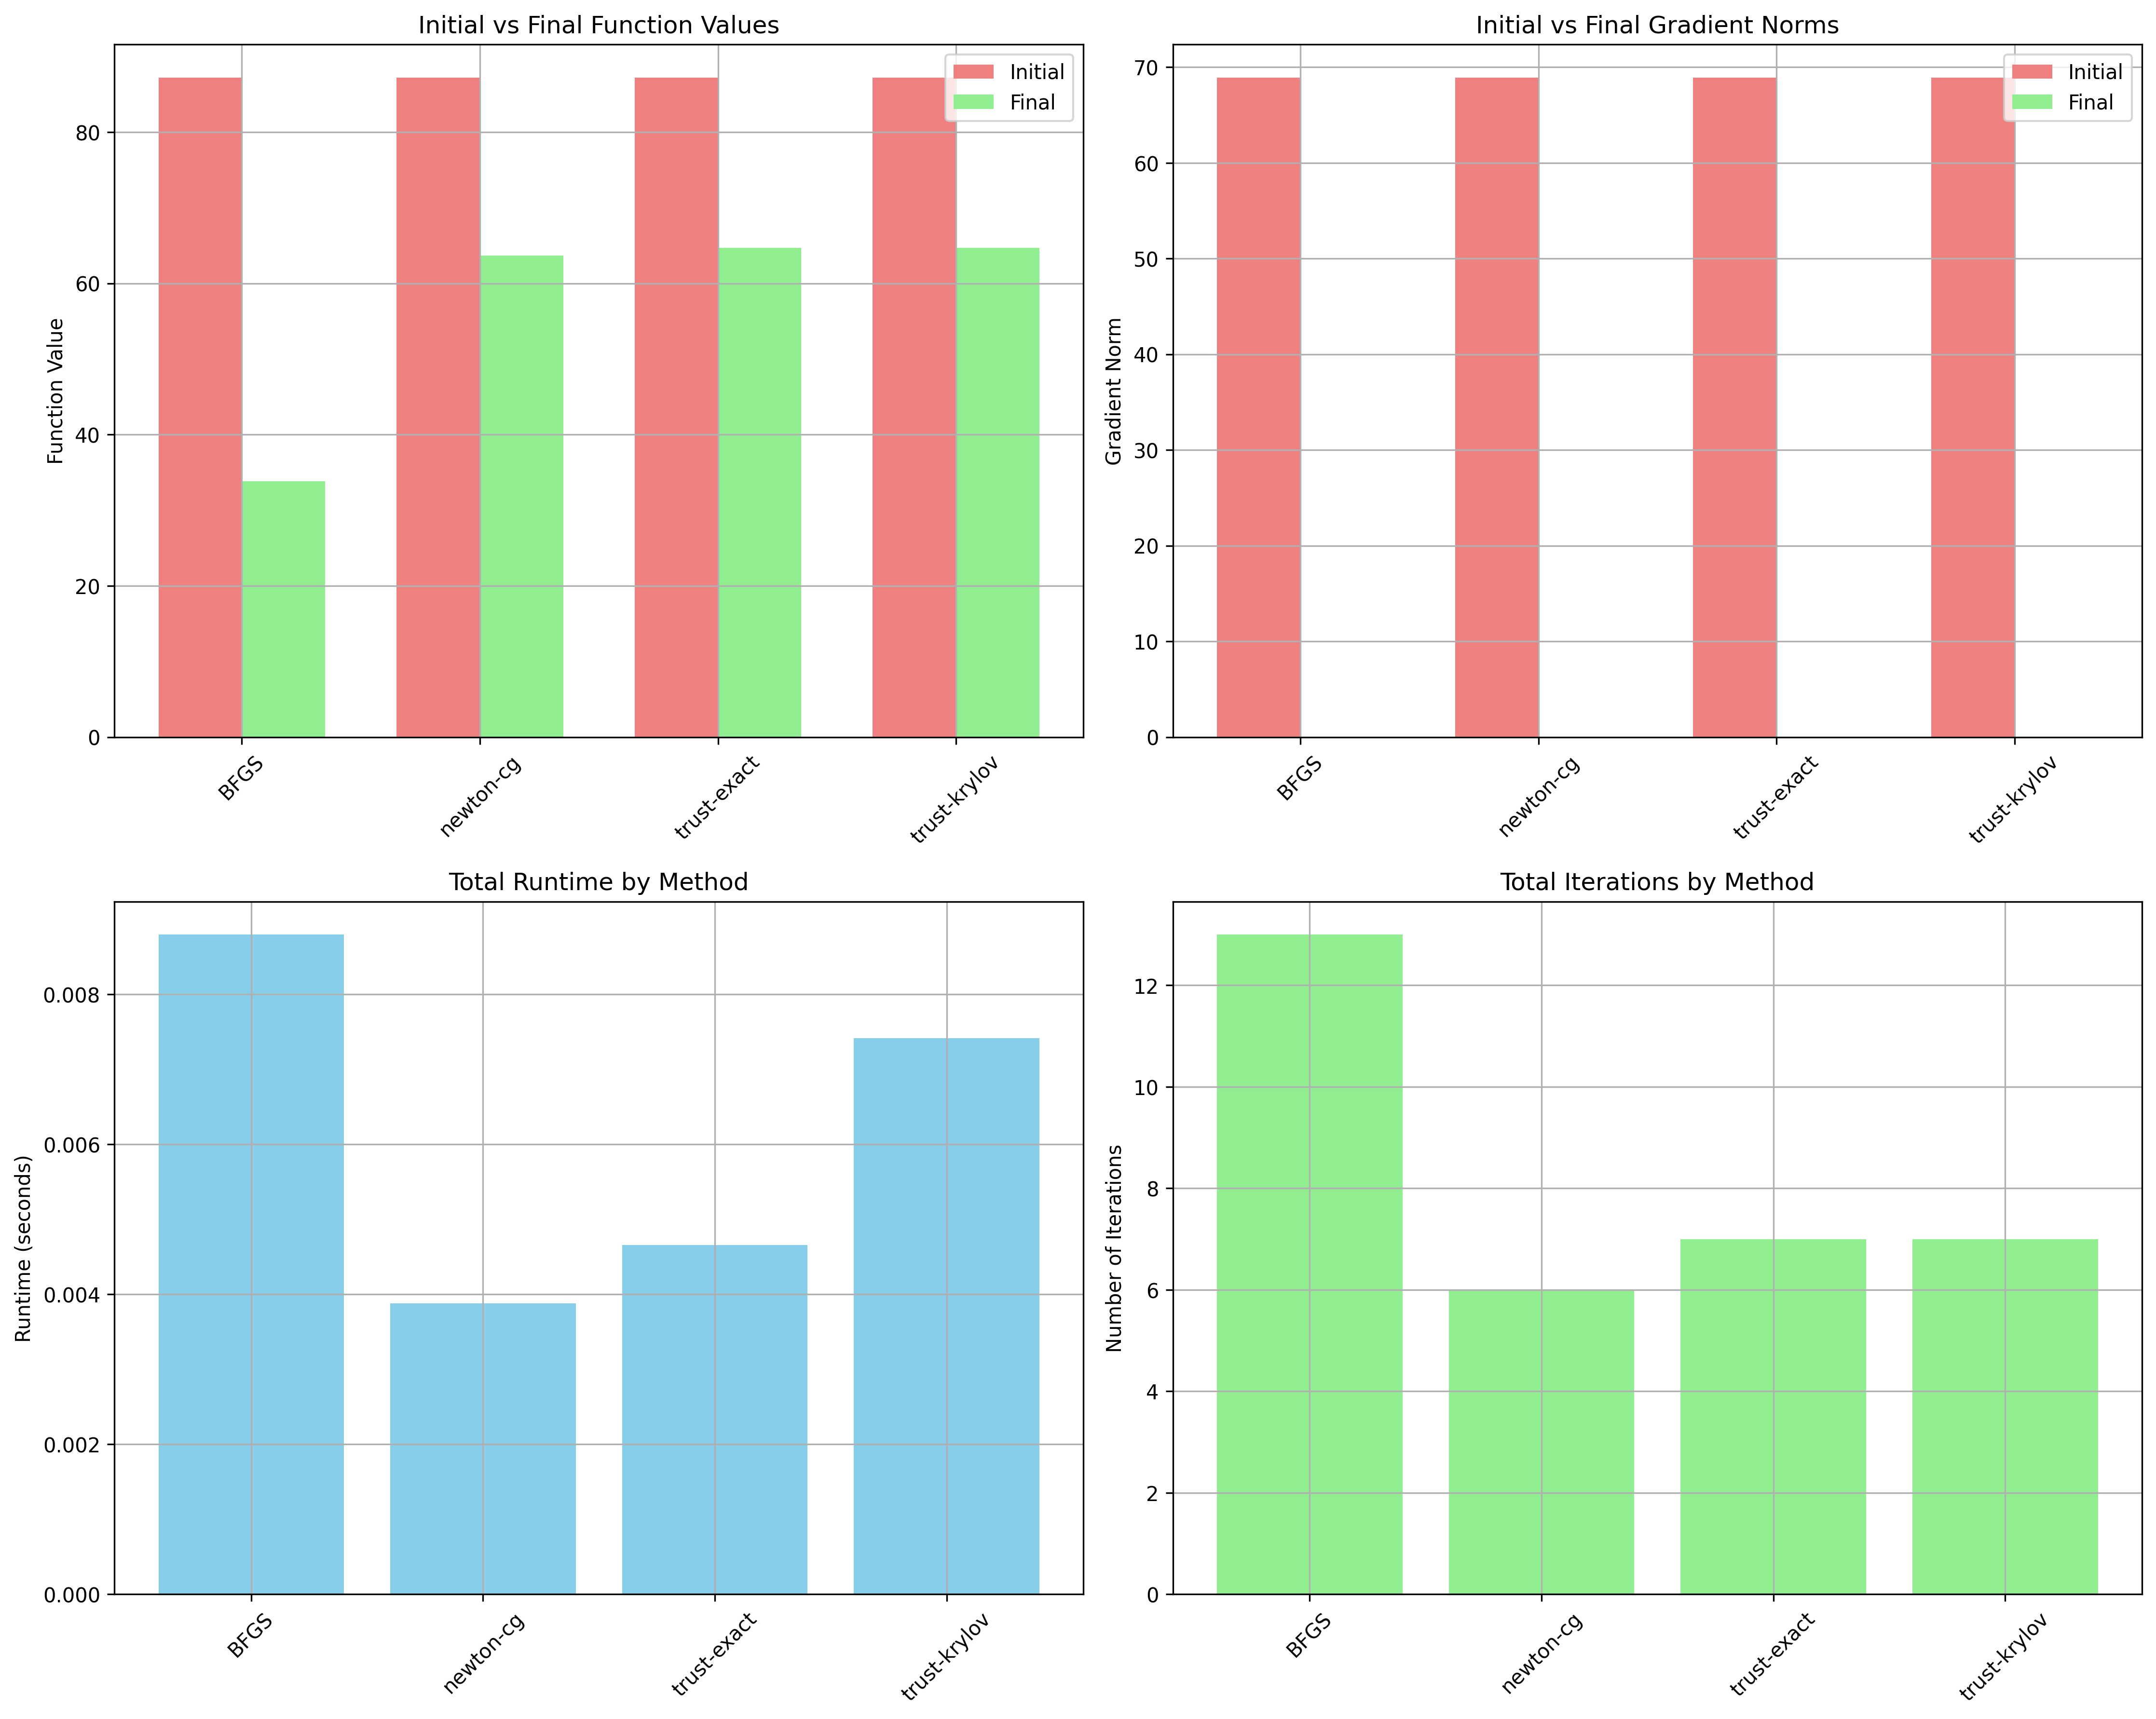 Initial vs Final Function Values
Function Value
80
60
40
20
0
Initial
Final
BFGS
newton-cg
trust-exact
trust-krylov
Initial vs Final Gradient Norms
Gradient Norm
70
60
50
40
30
20
10
0
Initial
Final
BFGS
newton-cg
trust-exact
trust-krylov
Total Runtime by Method
Runtime (seconds)
0.008
0.006
0.004
0.002
0.000
BFGS
newton-cg
trust-exact
trust-krylov
Total Iterations by Method
Number of Iterations
12
10
8
6
4
2
0
BFGS
newton-cg
trust-exact
trust-krylov